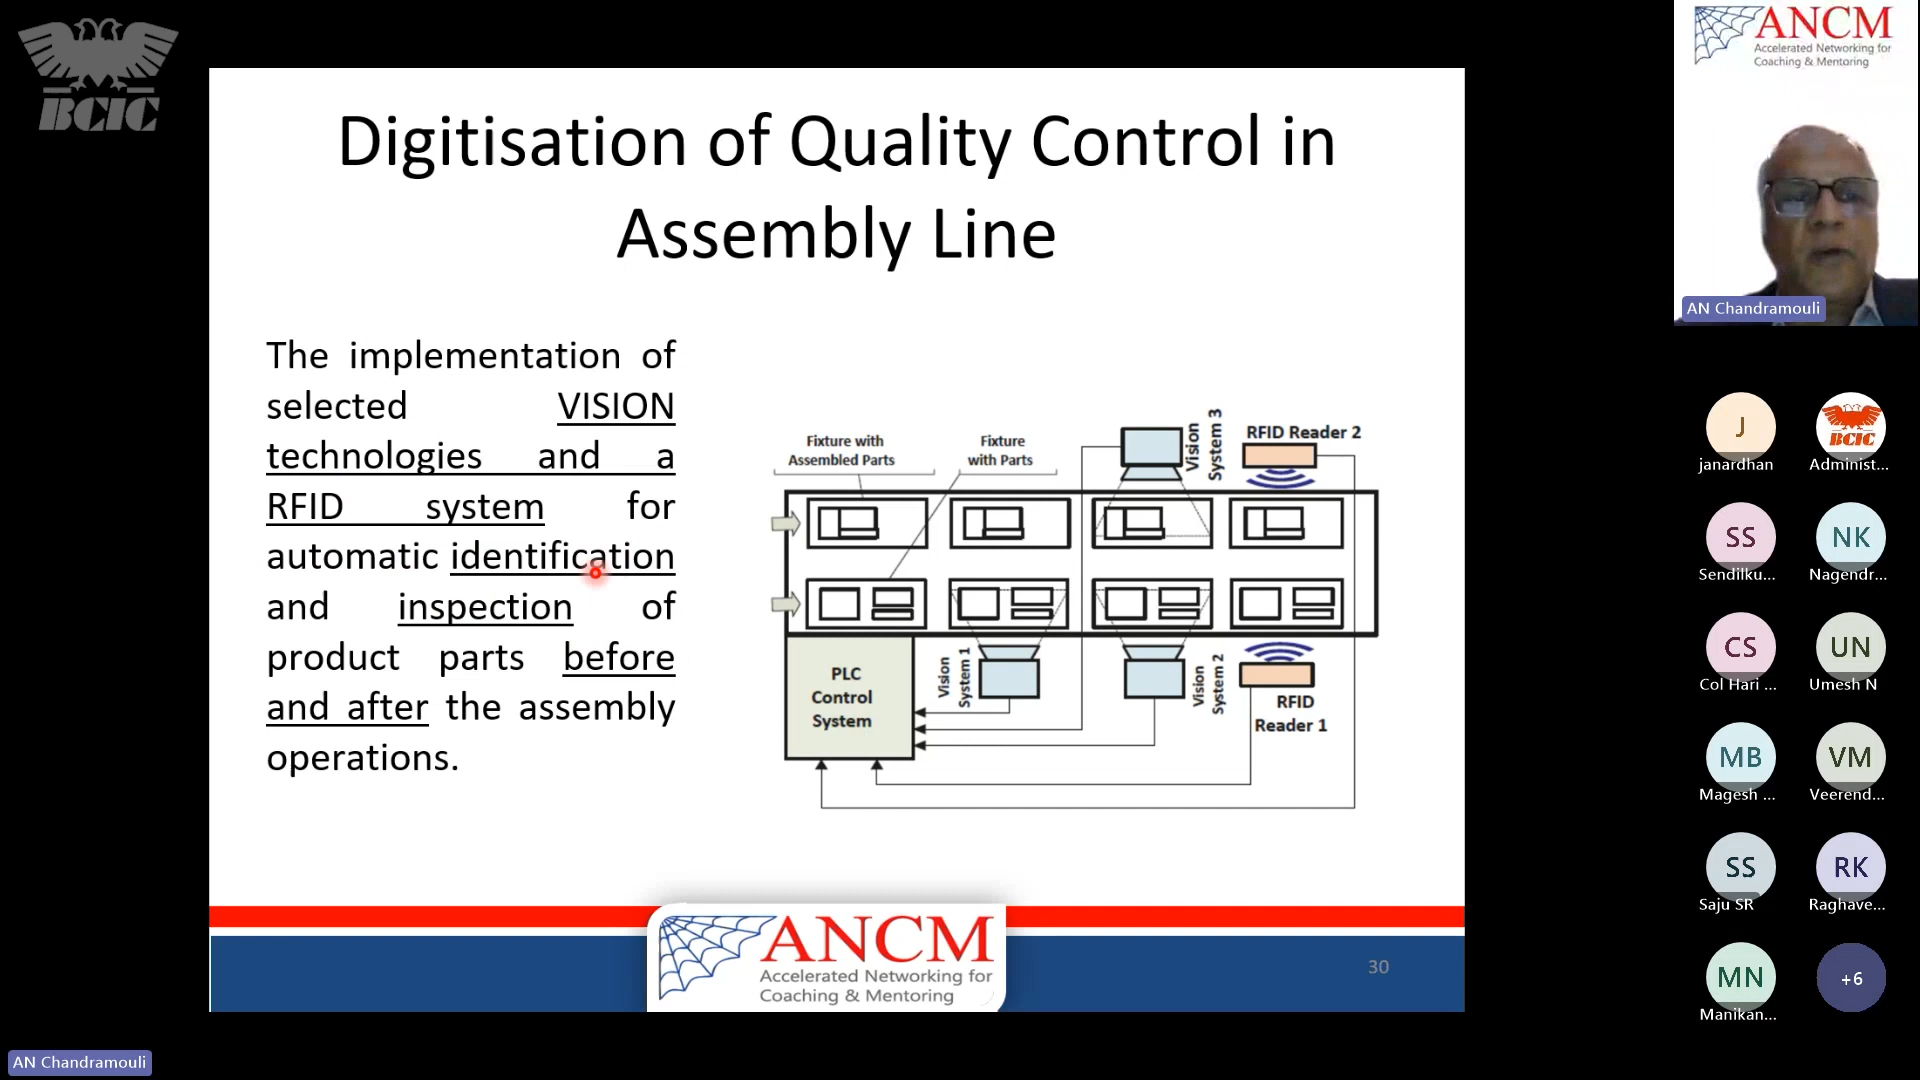 BCIC
Digitisation of Quality Control in
Assembly Line
The implementation of
selected VISION
technologies and a
RFID system for
automatic identification
and inspection of
product parts before
and after the assembly
operations.
Fixture with
Assembled Parts
Fixture
with Parts
Vision
System 3
RFID Reader 2
PLC
Control
System
Vision
System 1
Vision
System 2
RFID
Reader 1
ANCM
Accelerated Networking for
Coaching & Mentoring
30
AN Chandramouli
ANCM
Accelerated Networking for
Coaching & Mentoring
AN Chandramouli
J
janardhan
BCIC
Administ...
SS
Sendilku...
NK
Nagendr...
CS
Col Hari ...
UN
Umesh N
MB
Magesh ...
VM
Veerend...
SS
Saju SR
RK
Raghave...
MN
Manikan...
+6